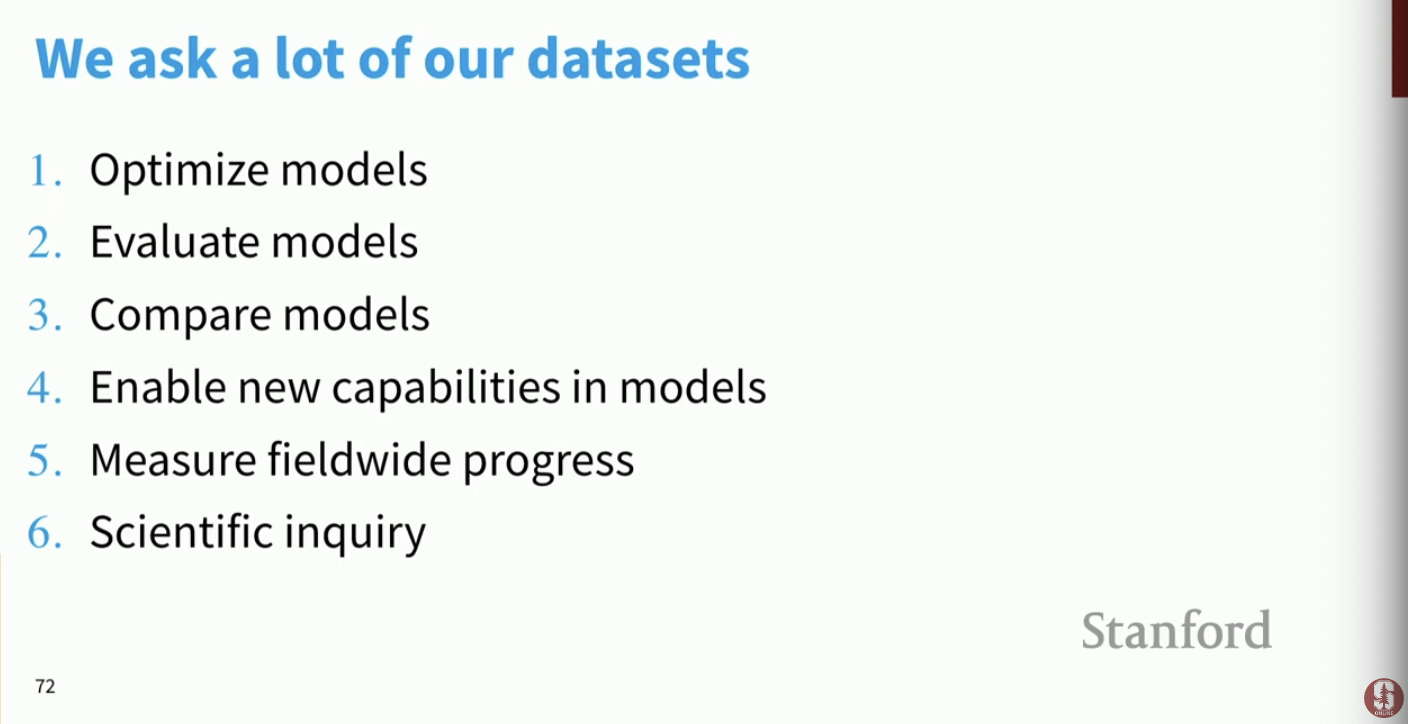 We ask a lot of our datasets
1. Optimize models
2. Evaluate models
3. Compare models
4. Enable new capabilities in models
5. Measure fieldwide progress
6. Scientific inquiry
Stanford
72
S
ONLINE